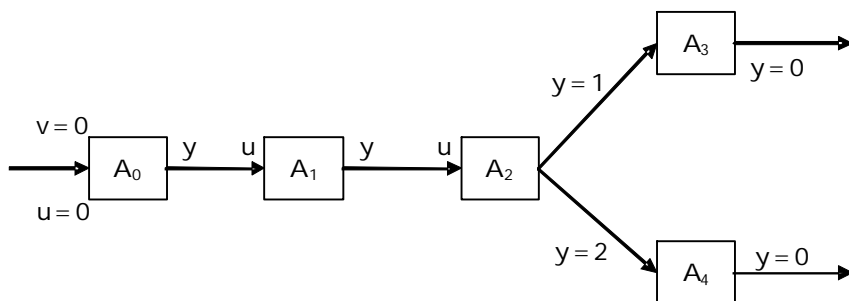 v = 0
A0
u = 0
y
u
A1
y
u
A2
y = 1
y = 2
A3
y = 0
A4
y = 0